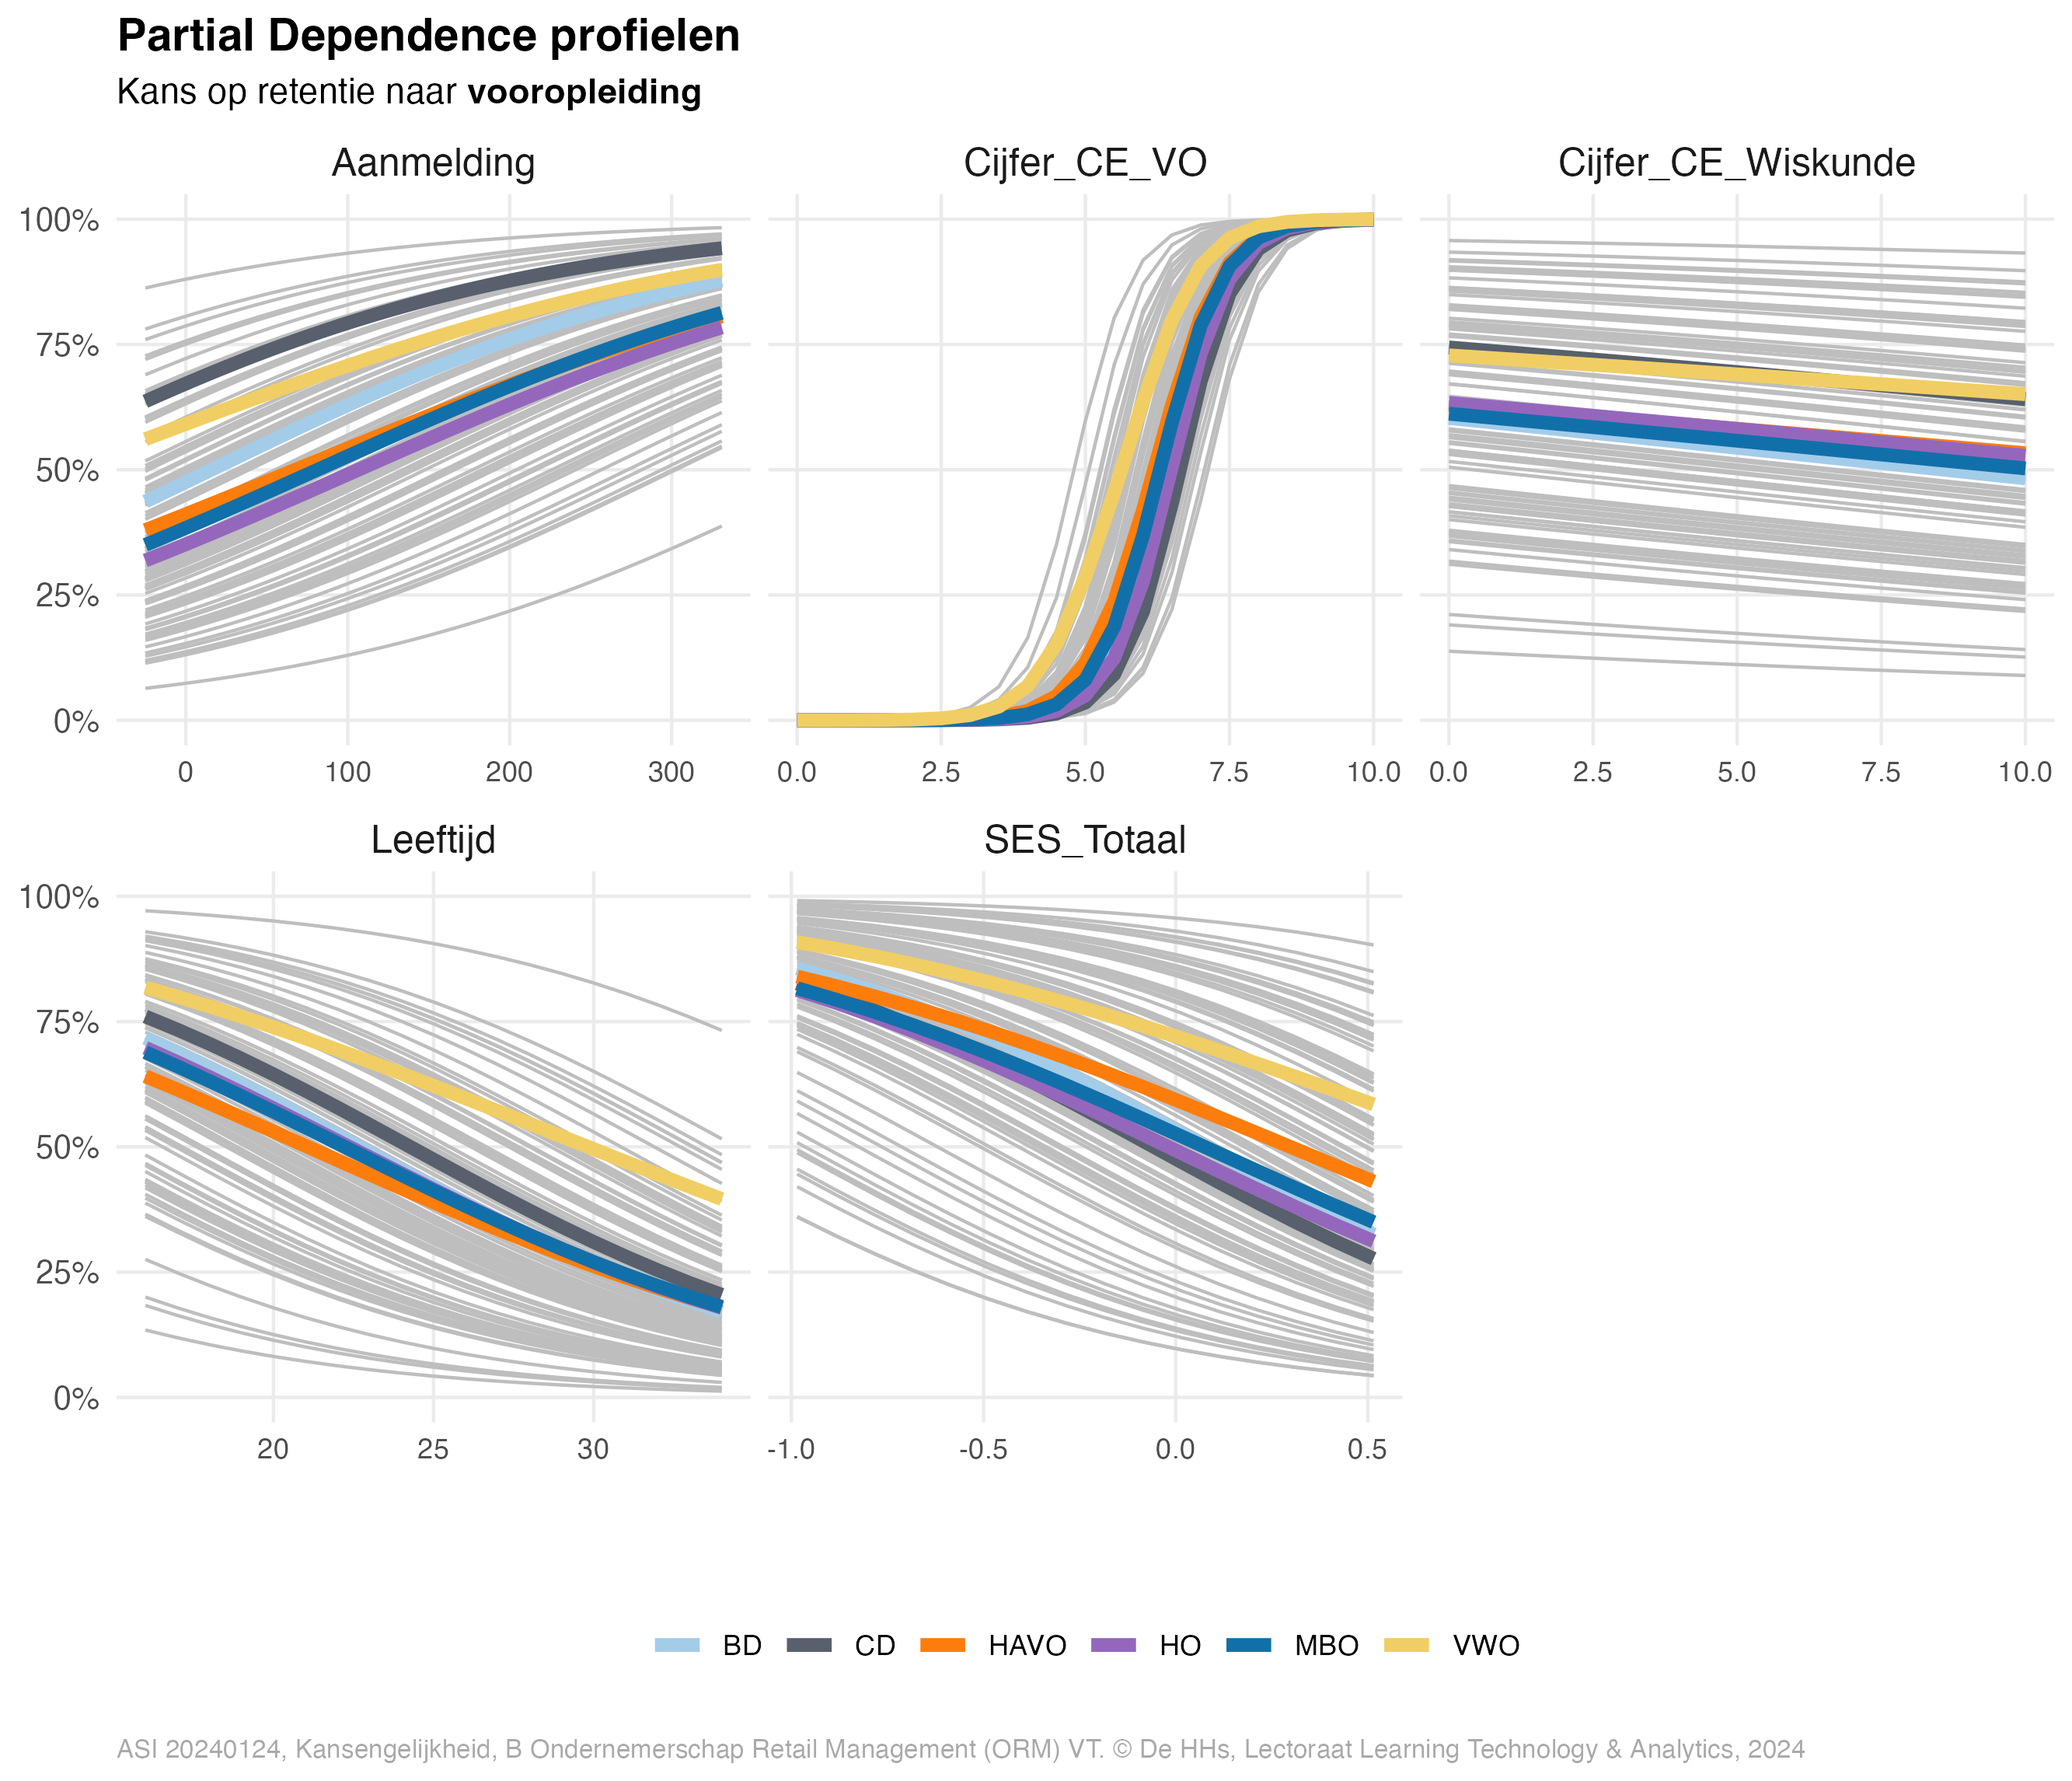 Partial Dependence profielen
Kans op retentie naar vooropleiding
Aanmelding
Cijfer_CE_VO
Cijfer_CE_Wiskunde
100%
75%
50%
25%
0%
0 100 200 300
0.0 2.5 5.0 7.5 10.0
0.0 2.5 5.0 7.5 10.0
Leeftijd
SES_Totaal
100%
75%
50%
25%
0%
20 25 30
-1.0 -0.5 0.0 0.5
BD CD HAVO HO MBO VWO
ASI 20240124, Kansengelijkheid, B Ondernemerschap Retail Management (ORM) VT. © De HHs, Lectoraat Learning Technology & Analytics, 2024